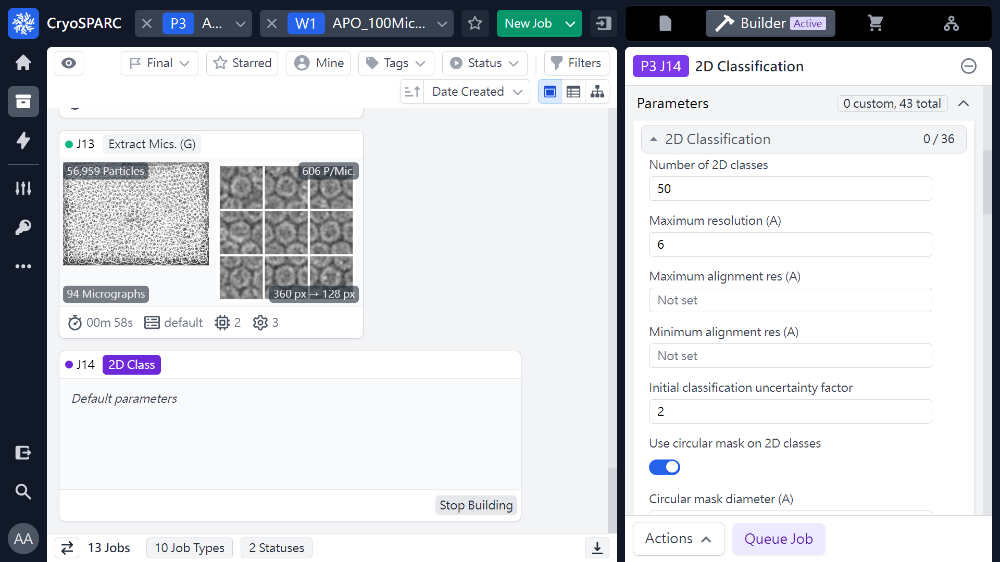 CryoSPARC
P3 A...
W1 APO_100Mic...
New Job
Builder Active
Final
Starred
Mine
Tags
Status
Filters
Date Created
J13 Extract Mics. (G)
56,959 Particles
606 P/Mic.
94 Micrographs
360 px → 128 px
00m 58s
default
2
3
J14 2D Class
Default parameters
Stop Building
13 Jobs
10 Job Types
2 Statuses
AA
P3 J14 2D Classification
Parameters
0 custom, 43 total
2D Classification
0 / 36
Number of 2D classes
50
Maximum resolution (A)
6
Maximum alignment res (A)
Not set
Minimum alignment res (A)
Not set
Initial classification uncertainty factor
2
Use circular mask on 2D classes
Circular mask diameter (A)
Actions
Queue Job